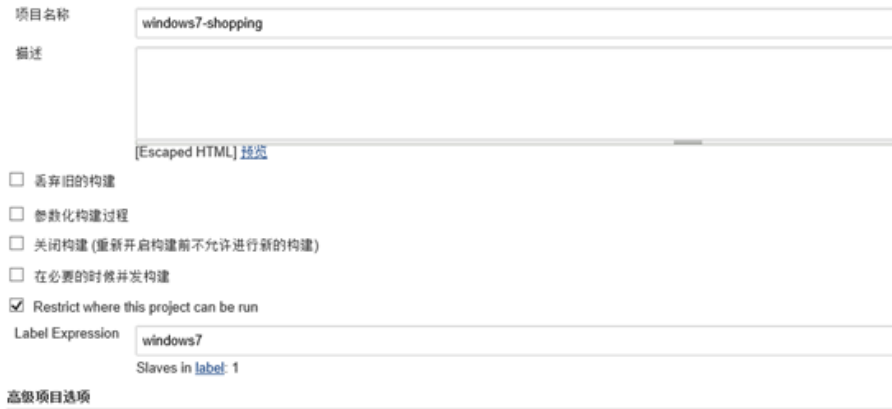 项目名称
windows7-shopping
描述
[Escaped HTML] 预览
丢弃旧的构建
参数化构建过程
关闭构建 (重新开启构建前不允许进行新的构建)
在必要的时候并发构建
Restrict where this project can be run
Label Expression
windows7
Slaves in label: 1
高级项目选项